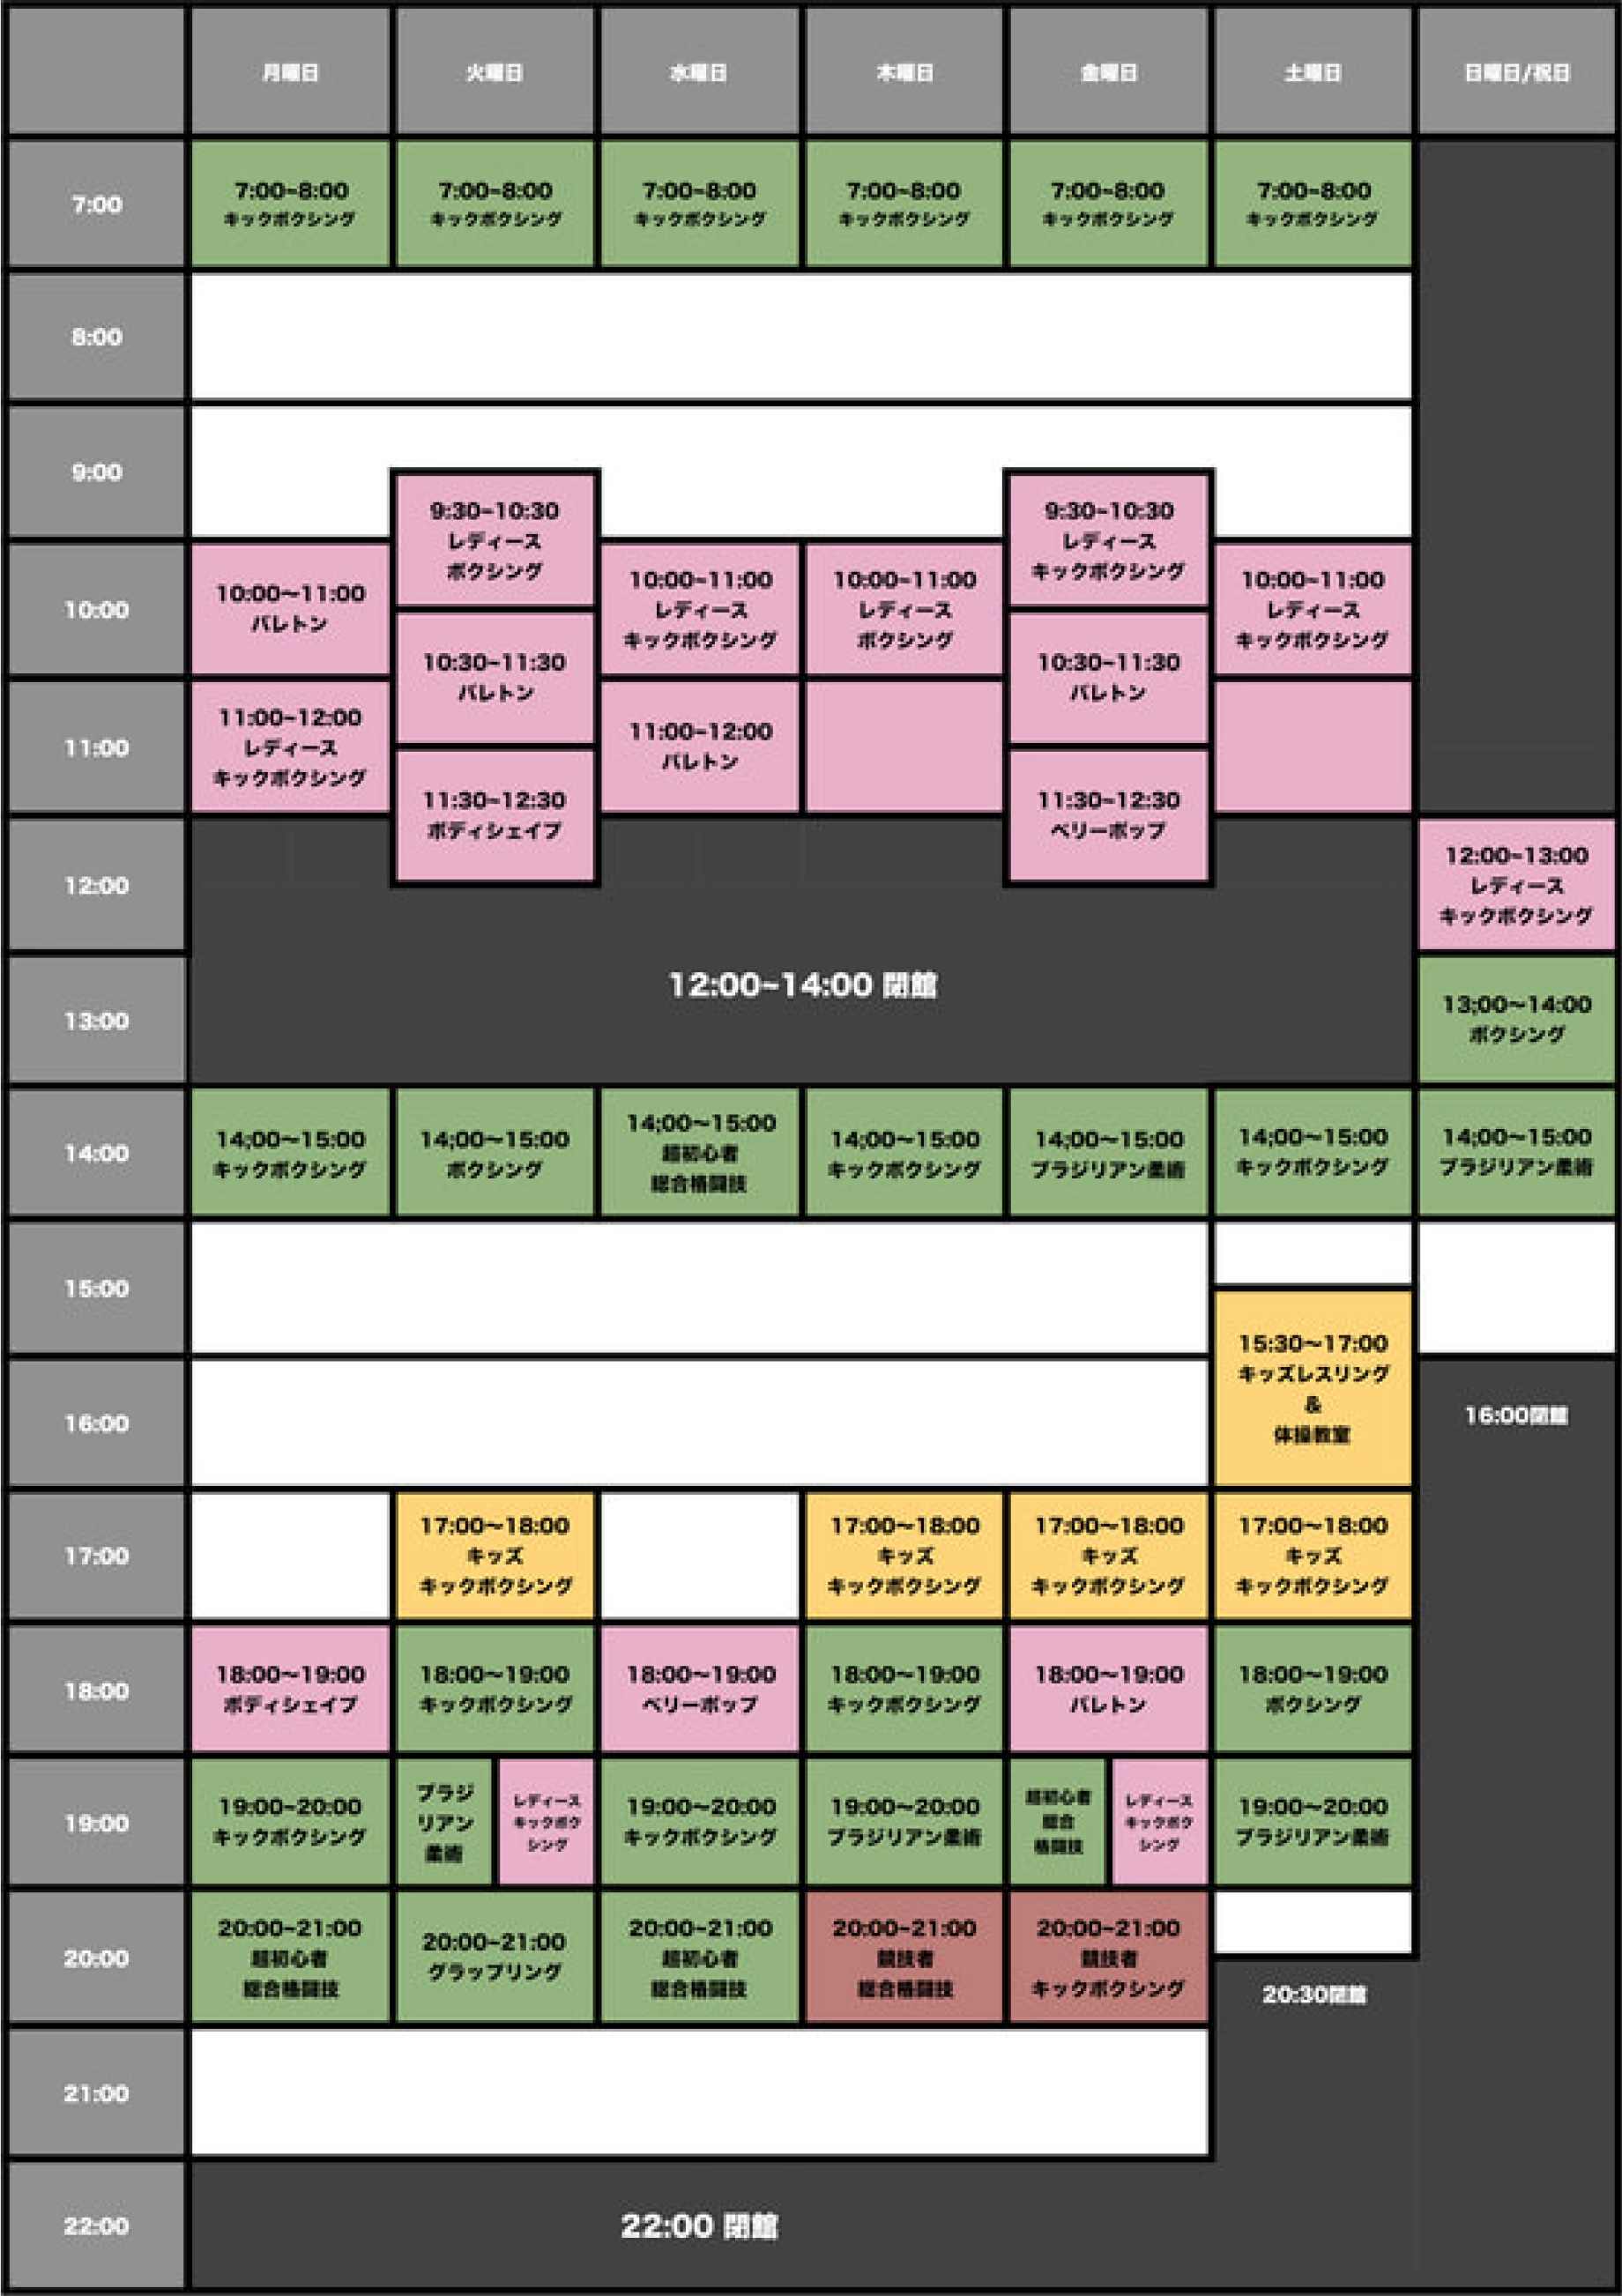 月曜日 火曜日 水曜日 木曜日 金曜日 土曜日 日曜日/祝日
7:00
7:00~8:00
キックボクシング
7:00~8:00
キックボクシング
7:00~8:00
キックボクシング
7:00~8:00
キックボクシング
7:00~8:00
キックボクシング
7:00~8:00
キックボクシング
8:00
9:00
9:30~10:30
レディース
ボクシング
9:30~10:30
レディース
キックボクシング
10:00
10:00〜11:00
バレトン
10:30~11:30
バレトン
10:00~11:00
レディース
キックボクシング
10:00~11:00
レディース
ボクシング
10:30~11:30
バレトン
10:00~11:00
レディース
キックボクシング
11:00
11:00~12:00
レディース
キックボクシング
11:30~12:30
ボディシェイプ
11:00~12:00
バレトン
11:30~12:30
ベリーポップ
12:00
12:00~13:00
レディース
キックボクシング
12:00~14:00 閉館
13:00
13;00〜14:00
ボクシング
14:00
14;00〜15:00
キックボクシング
14;00〜15:00
ボクシング
14;00〜15:00
超初心者
総合格闘技
14;00〜15:00
キックボクシング
14;00〜15:00
ブラジリアン柔術
14;00〜15:00
キックボクシング
14;00〜15:00
ブラジリアン柔術
15:00
15:30〜17:00
キッズレスリング
&
体操教室
16:00
16:00閉館
17:00
17:00〜18:00
キッズ
キックボクシング
17:00〜18:00
キッズ
キックボクシング
17:00〜18:00
キッズ
キックボクシング
17:00〜18:00
キッズ
キックボクシング
18:00
18:00〜19:00
ボディシェイプ
18:00〜19:00
キックボクシング
18:00〜19:00
ベリーポップ
18:00〜19:00
キックボクシング
18:00〜19:00
バレトン
18:00〜19:00
ボクシング
19:00
19:00~20:00
キックボクシング
ブラジ
リアン
柔術
レディース
キックボク
シング
19:00〜20:00
キックボクシング
19:00〜20:00
ブラジリアン柔術
超初心者
総合
格闘技
レディース
キックボク
シング
19:00〜20:00
ブラジリアン柔術
20:00
20:00~21:00
超初心者
総合格闘技
20:00~21:00
グラップリング
20:00~21:00
超初心者
総合格闘技
20:00~21:00
競技者
総合格闘技
20:00~21:00
競技者
キックボクシング
20:30閉館
21:00
22:00
22:00 閉館